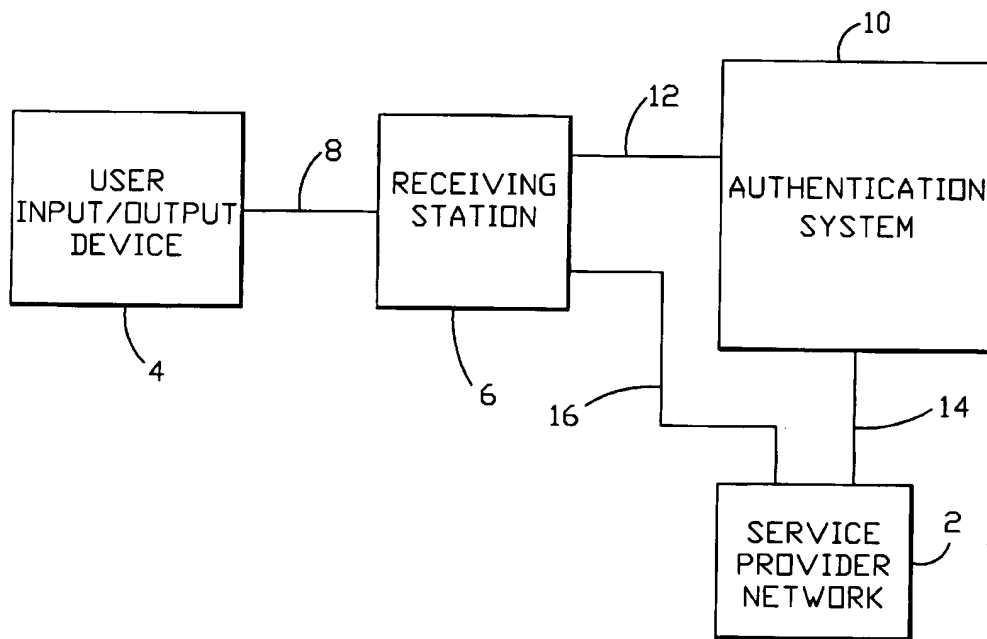 10
12
8
USER
INPUT/OUTPUT
DEVICE
RECEIVING
STATION
AUTHENTICATION
SYSTEM
4
6
16
14
SERVICE
PROVIDER
NETWORK
2